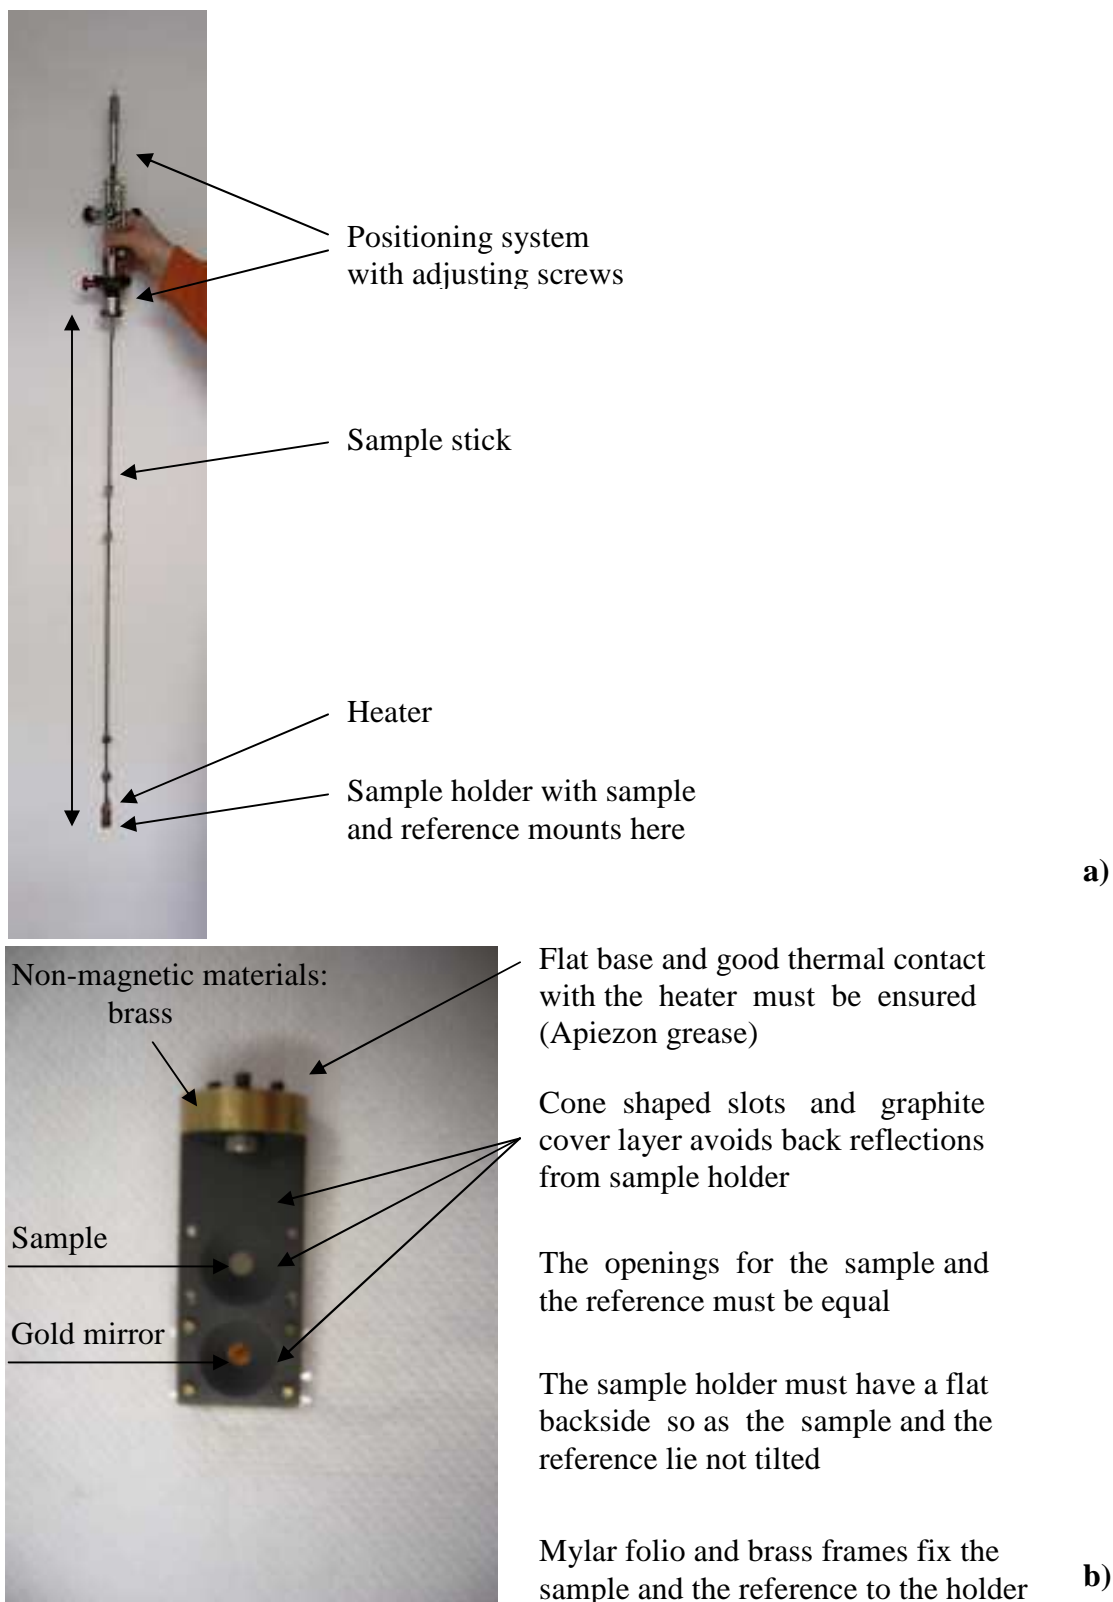 Positioning system
with adjusting screws
Sample stick
Heater
Sample holder with sample
and reference mounts here
a)
Non-magnetic materials:
brass
Sample
Gold mirror
Flat base and good thermal contact
with the heater must be ensured
(Apiezon grease)
Cone shaped slots and graphite
cover layer avoids back reflections
from sample holder
The openings for the sample and
the reference must be equal
The sample holder must have a flat
backside so as the sample and the
reference lie not tilted
Mylar folio and brass frames fix the
sample and the reference to the holder
b)